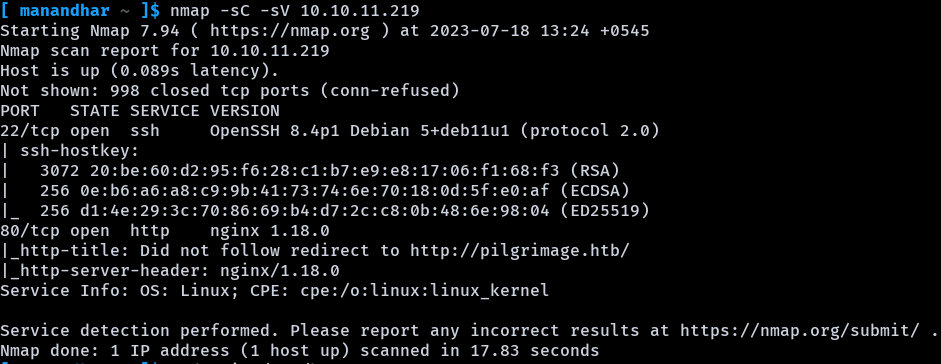 [ manandhar ~ ]$ nmap -sC -sV 10.10.11.219
Starting Nmap 7.94 ( https://nmap.org ) at 2023-07-18 13:24 +0545
Nmap scan report for 10.10.11.219
Host is up (0.089s latency).
Not shown: 998 closed tcp ports (conn-refused)
PORT   STATE SERVICE VERSION
22/tcp open  ssh     OpenSSH 8.4p1 Debian 5+deb11u1 (protocol 2.0)
| ssh-hostkey:
|   3072 20:be:60:d2:95:f6:28:c1:b7:e9:e8:17:06:f1:68:f3 (RSA)
|   256 0e:b6:a6:a8:c9:9b:41:73:74:6e:70:18:0d:5f:e0:af (ECDSA)
|_  256 d1:4e:29:3c:70:86:69:b4:d7:2c:c8:0b:48:6e:98:04 (ED25519)
80/tcp open  http    nginx 1.18.0
|_http-title: Did not follow redirect to http://pilgrimage.htb/
|_http-server-header: nginx/1.18.0
Service Info: OS: Linux; CPE: cpe:/o:linux:linux_kernel

Service detection performed. Please report any incorrect results at https://nmap.org/submit/ .
Nmap done: 1 IP address (1 host up) scanned in 17.83 seconds